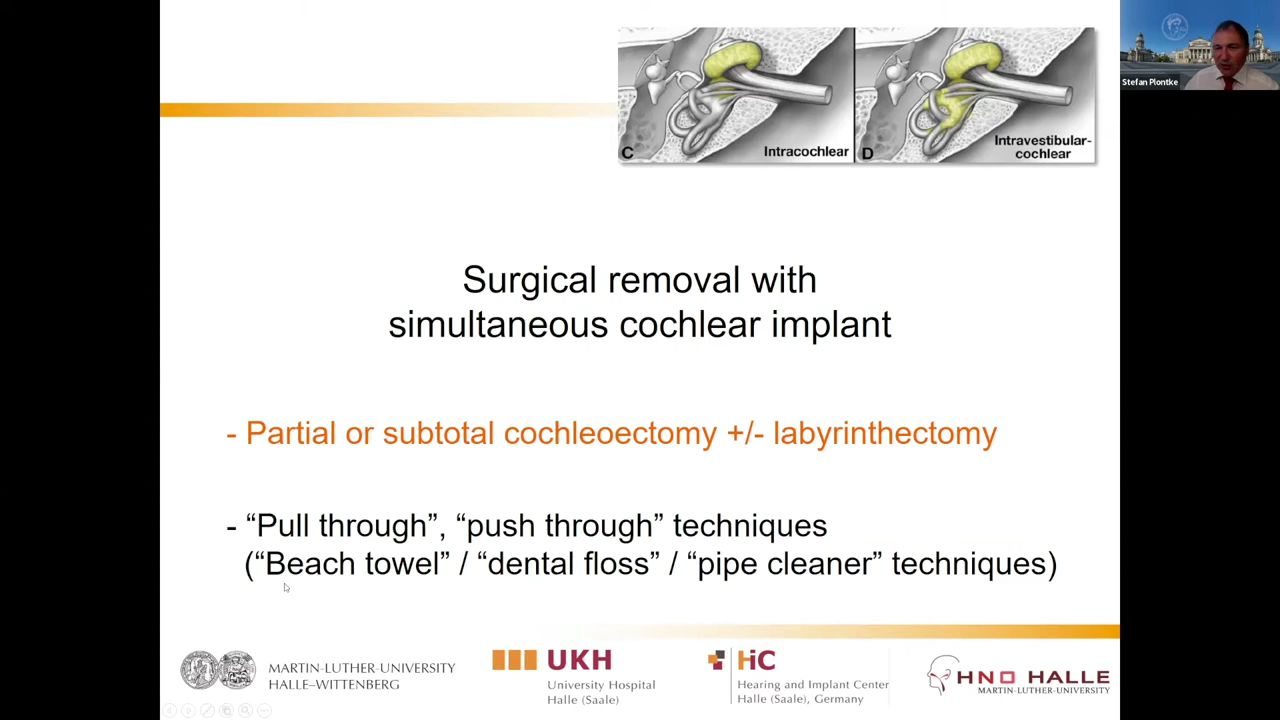 Stefan Plontke
C
Intracochlear
D
Intravestibular-
cochlear
Surgical removal with
simultaneous cochlear implant
- Partial or subtotal cochleoectomy +/- labyrinthectomy
- “Pull through”, “push through” techniques
(“Beach towel” / “dental floss” / “pipe cleaner” techniques)
MARTIN-LUTHER-UNIVERSITY
HALLE–WITTENBERG
UKH
University Hospital
Halle (Saale)
HiC
Hearing and Implant Center
Halle (Saale), Germany
HNO HALLE
MARTIN-LUTHER-UNIVERSITY